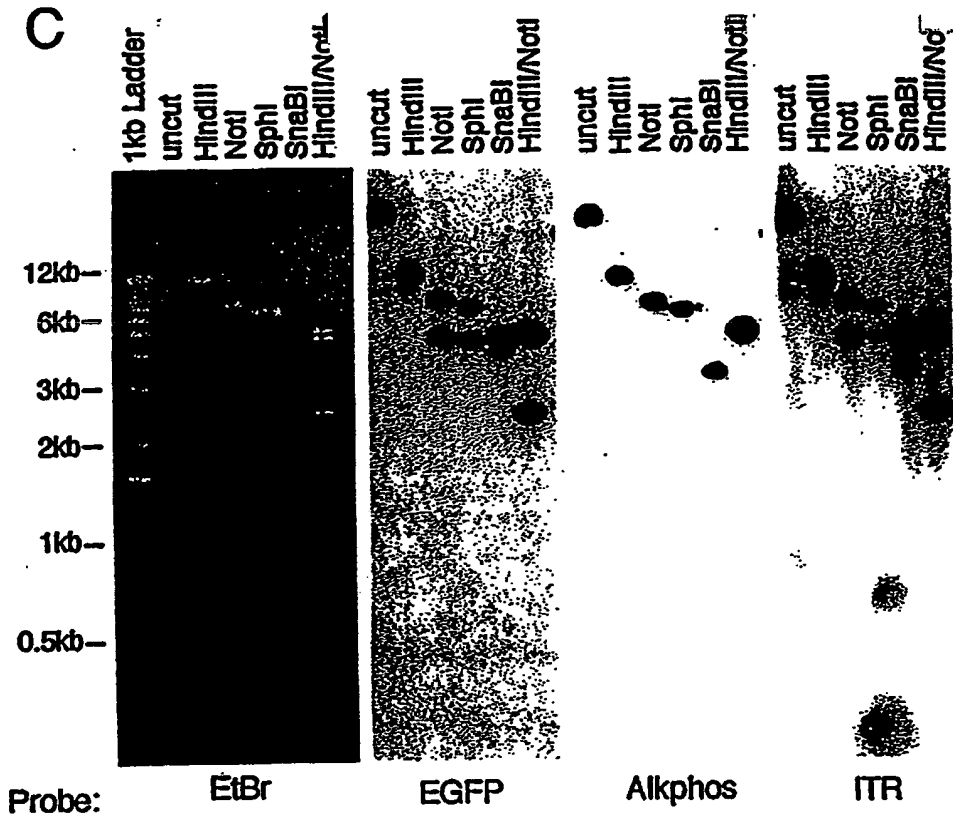 C
1kb Ladder
uncut
HindIII
NotI
SphI
SnaBI
HindIII/NotI
uncut
HindIII
NotI
SphI
SnaBI
HindIII/NotI
uncut
HindIII
NotI
SphI
SnaBI
HindIII/NotI
uncut
HindIII
NotI
SphI
SnaBI
HindIII/No
12kb
6kb
3kb
2kb
1kb
0.5kb
Probe: EtBr EGFP Alkphos ITR